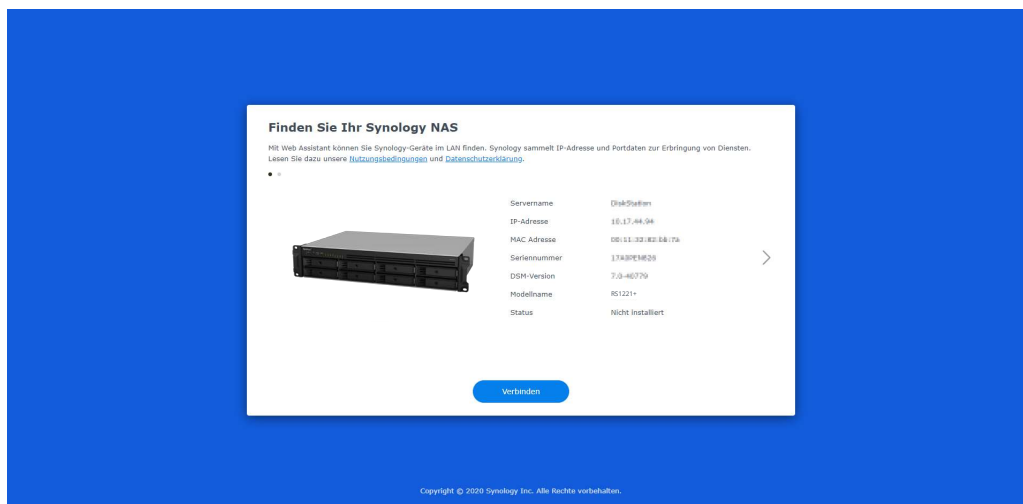 Finden Sie Ihr Synology NAS
Mit Web Assistant können Sie Synology-Geräte im LAN finden. Synology sammelt IP-Adresse und Portdaten zur Erbringung von Diensten.
Lesen Sie dazu unsere Nutzungsbedingungen und Datenschutzerklärung.
Servername
IP-Adresse
MAC Adresse
Seriennummer
DSM-Version
Modellname RS1221+
Status Nicht installiert
Verbinden
Copyright © 2020 Synology Inc. Alle Rechte vorbehalten.